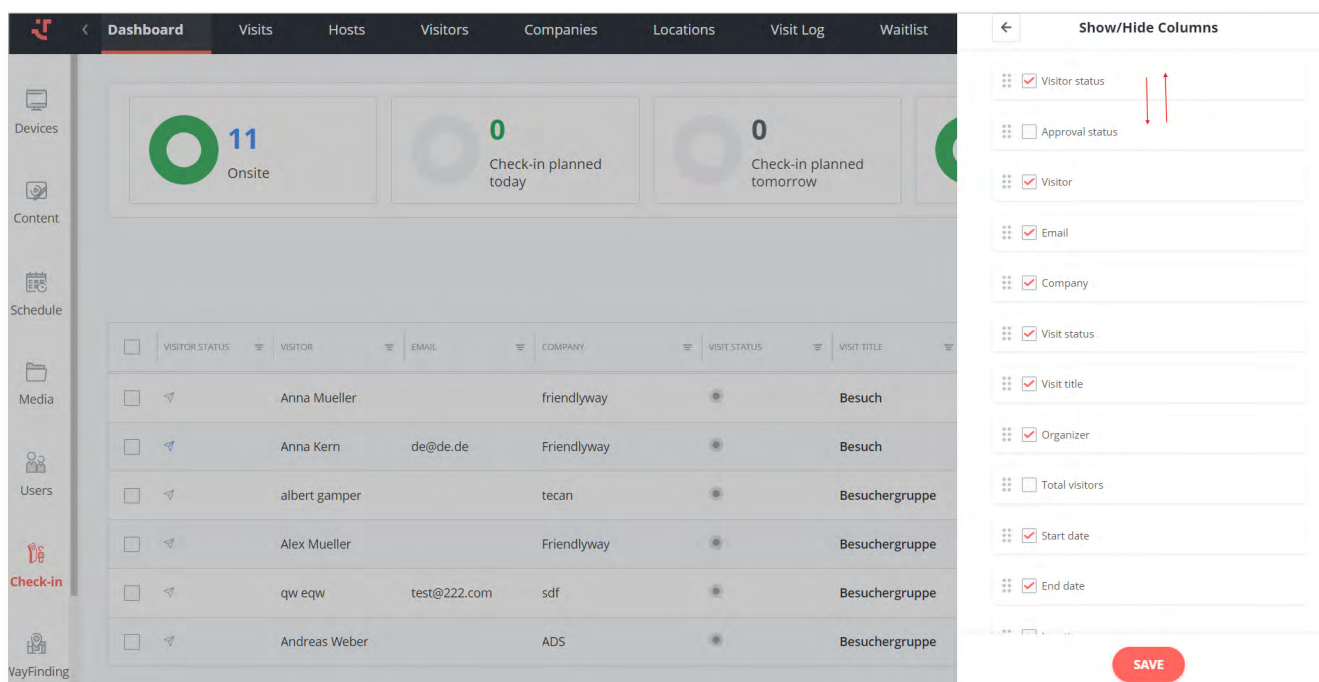 Dashboard Visits Hosts Visitors Companies Locations Visit Log Waitlist
Show/Hide Columns
Devices
Content
Schedule
Media
Users
Check-in
WayFinding
11
Onsite
0
Check-in planned
today
0
Check-in planned
tomorrow
VISITOR STATUS VISITOR EMAIL COMPANY VISIT STATUS VISIT TITLE
Anna Mueller friendlyway Besuch
Anna Kern de@de.de Friendlyway Besuch
albert gamper tecan Besuchergruppe
Alex Mueller Friendlyway Besuchergruppe
qw eqw test@222.com sdf Besuchergruppe
Andreas Weber ADS Besuchergruppe
Visitor status
Approval status
Visitor
Email
Company
Visit status
Visit title
Organizer
Total visitors
Start date
End date
SAVE